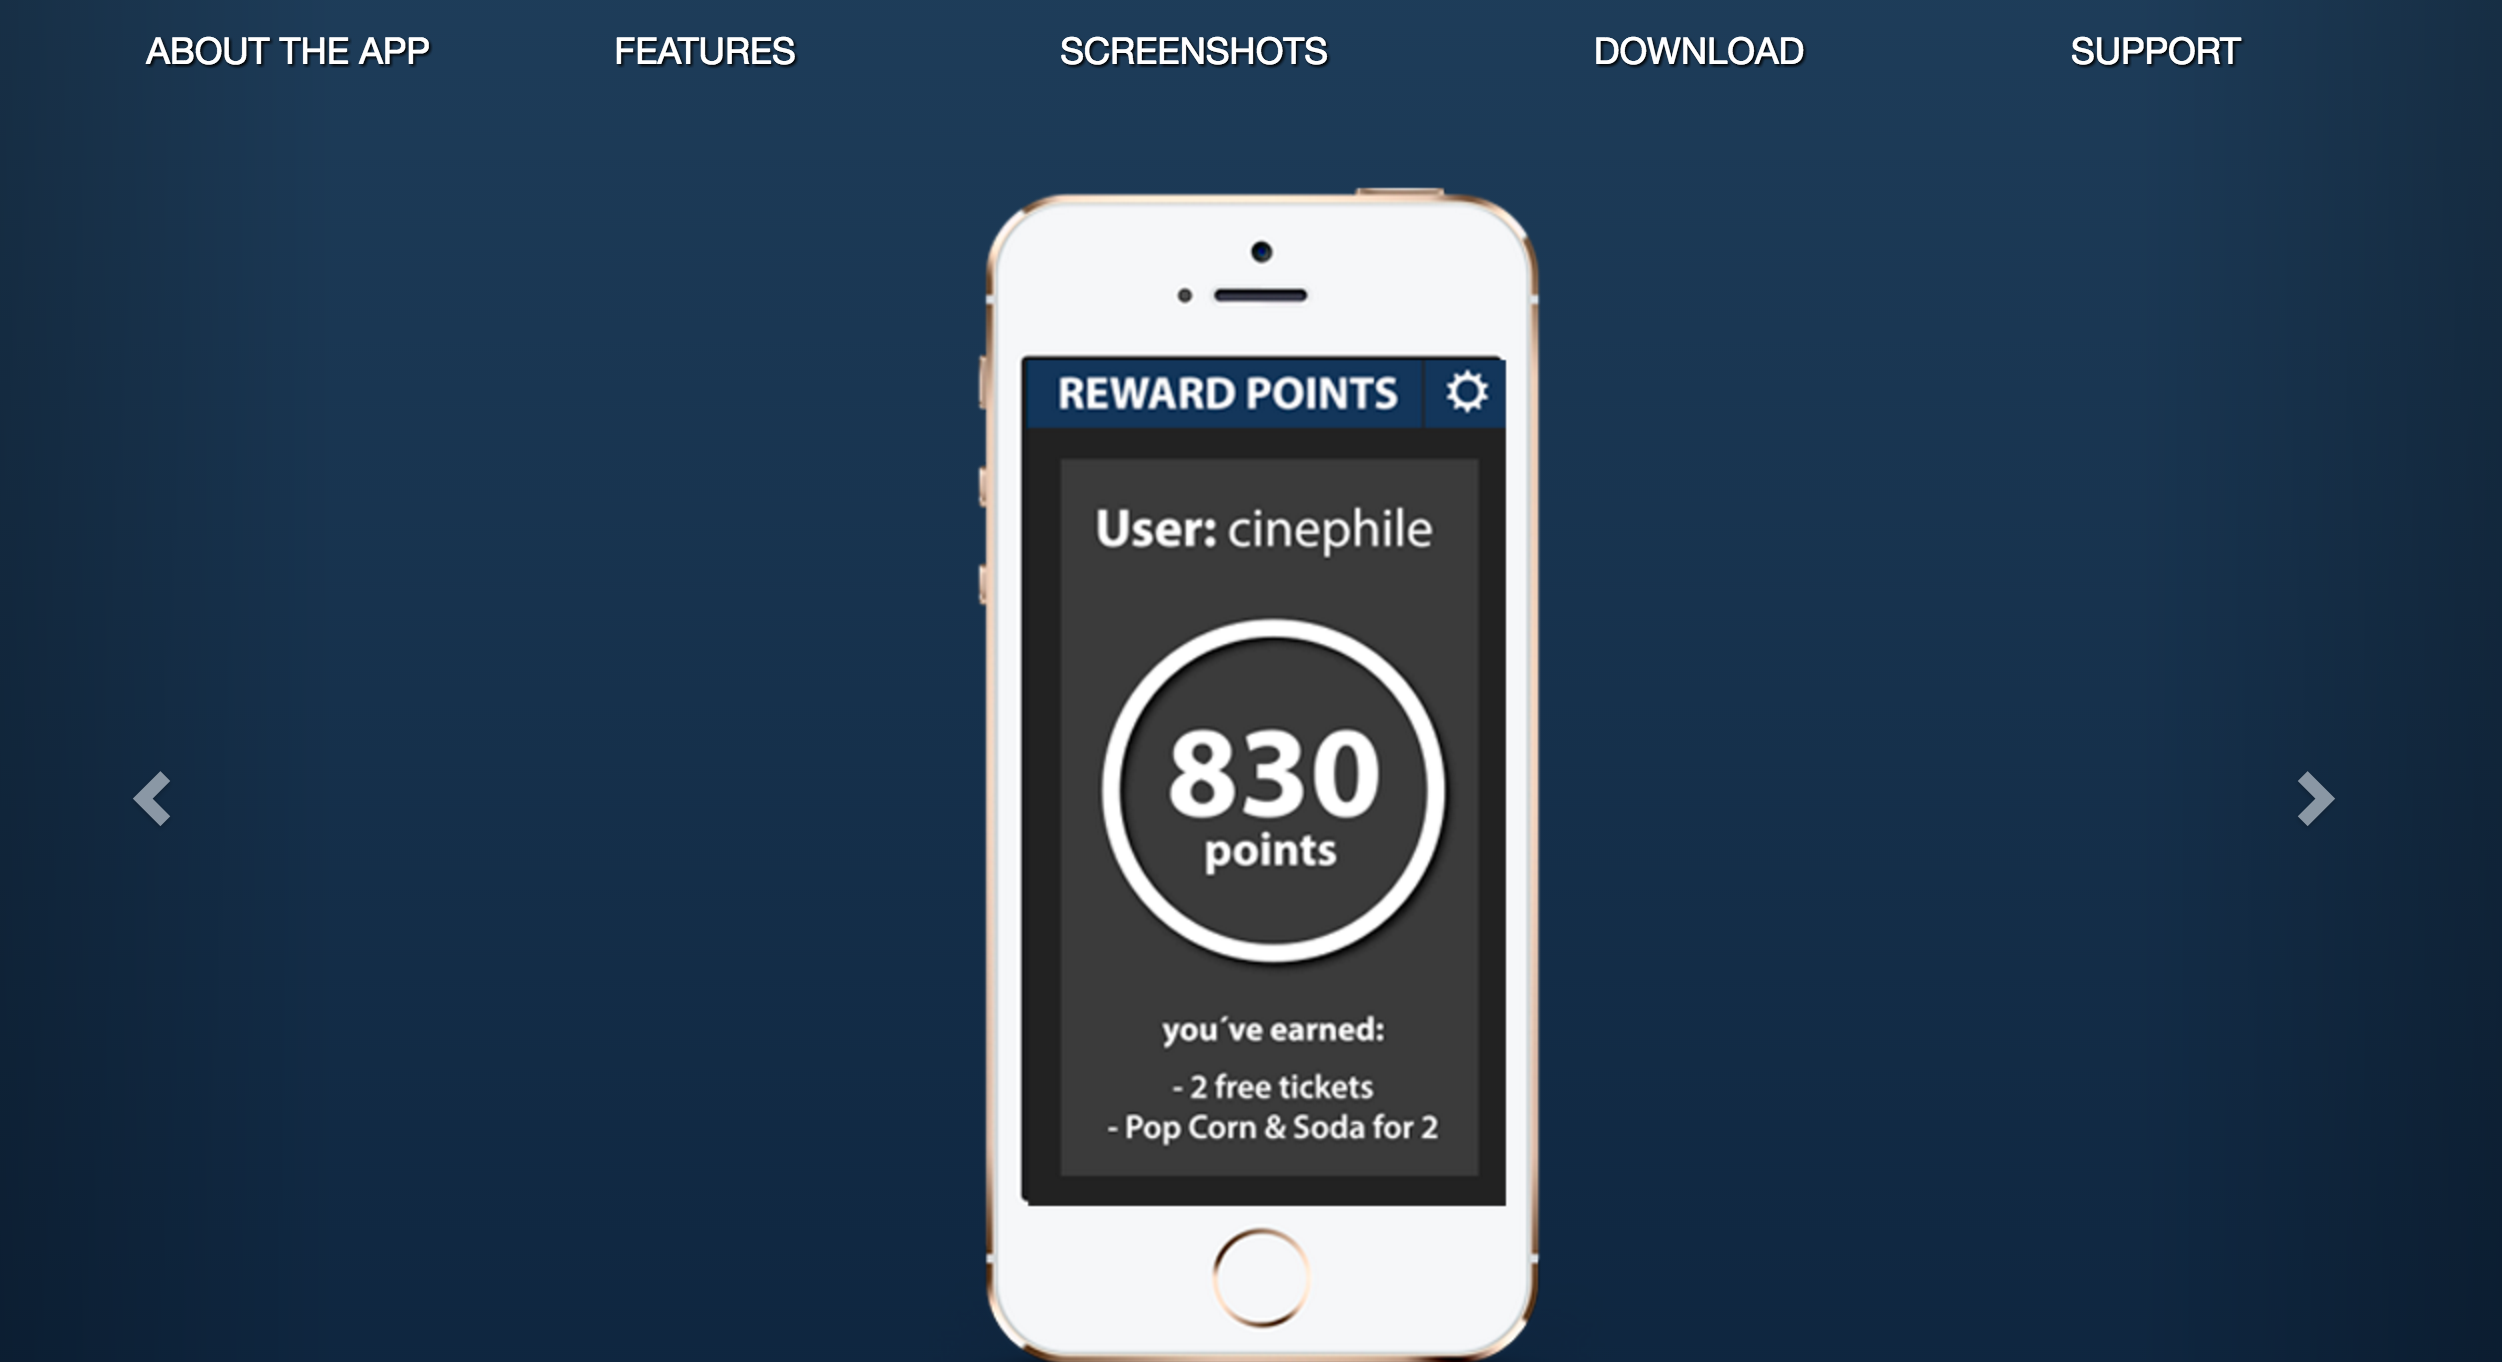 ABOUT THE APP FEATURES SCREENSHOTS DOWNLOAD SUPPORT
REWARD POINTS
User: cinephile
830
points
you´ve earned:
- 2 free tickets
- Pop Corn & Soda for 2